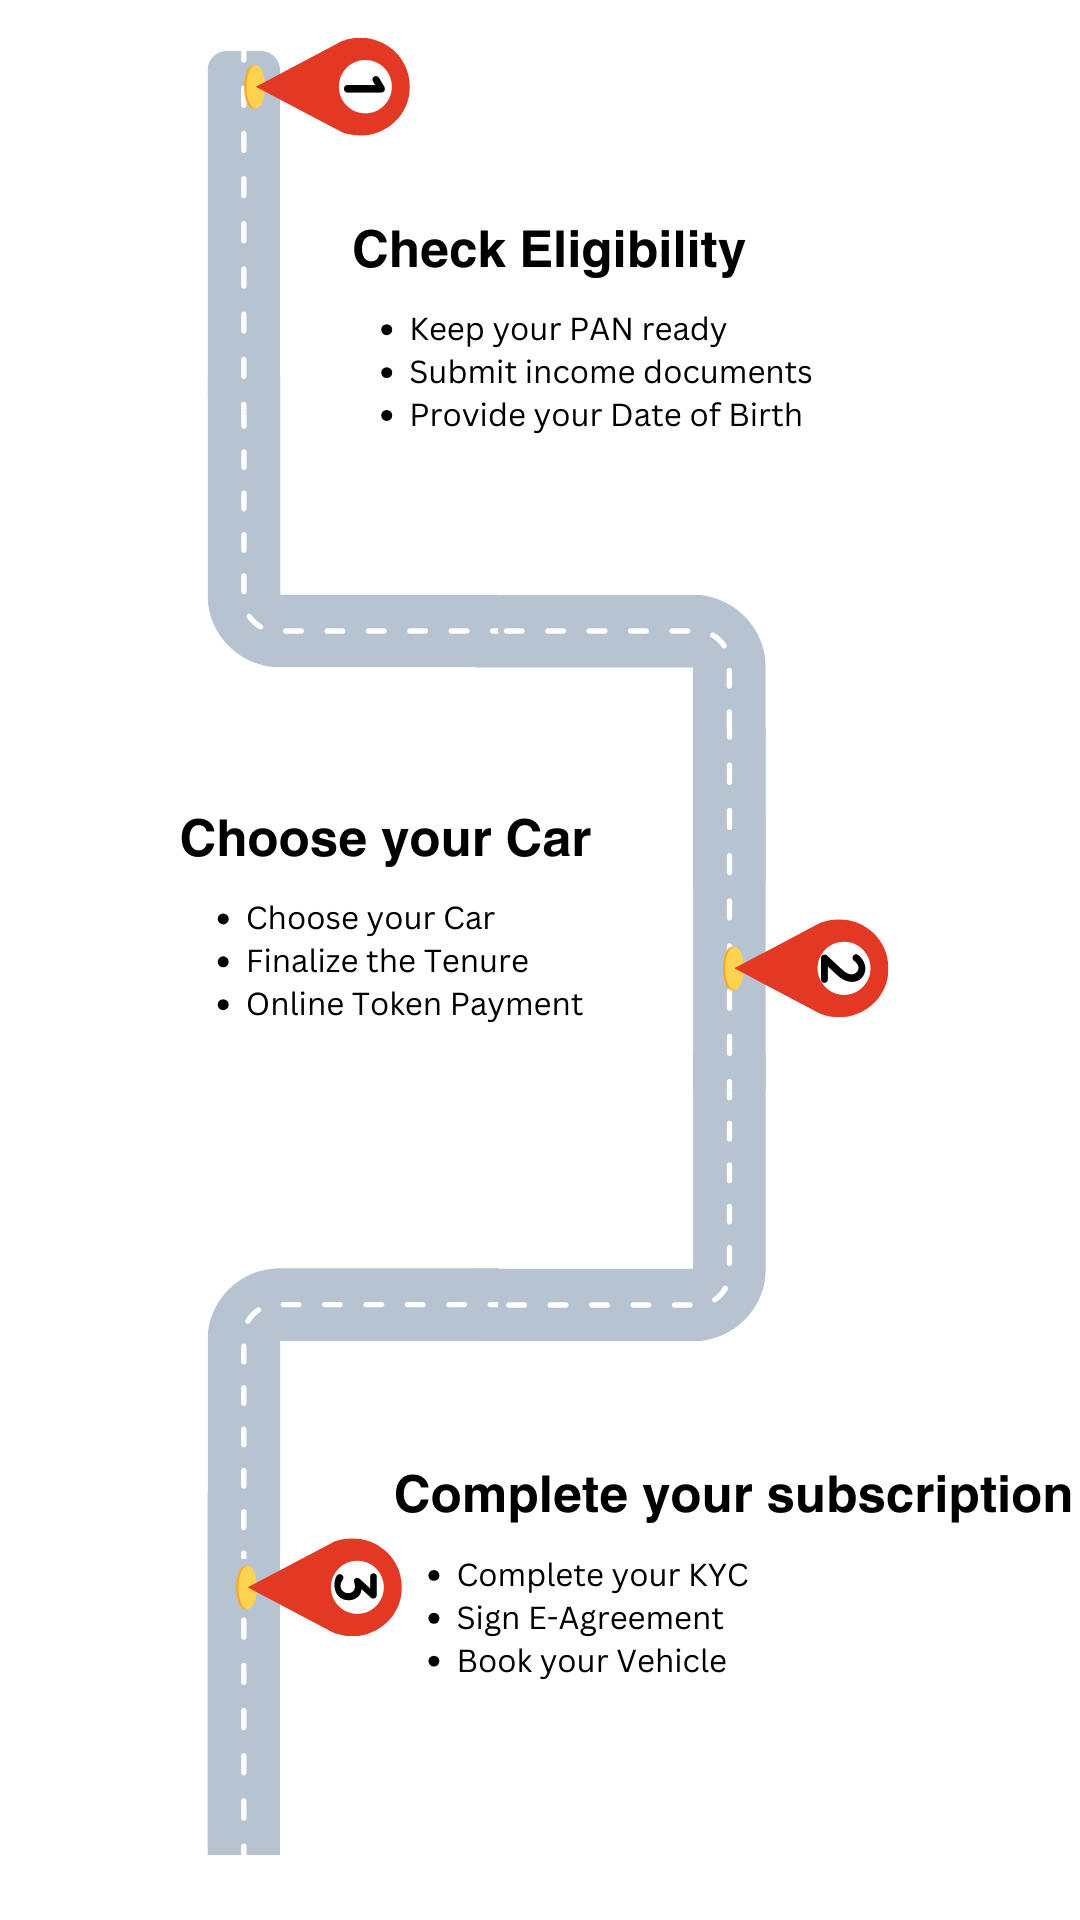 1
Check Eligibility
• Keep your PAN ready
• Submit income documents
• Provide your Date of Birth
Choose your Car
• Choose your Car
• Finalize the Tenure
• Online Token Payment
2
Complete your subscription
3
• Complete your KYC
• Sign E-Agreement
• Book your Vehicle